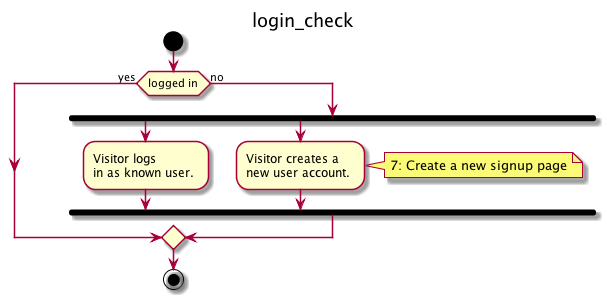 login_check
yes
logged in
no
Visitor logs
in as known user.
Visitor creates a
new user account.
7: Create a new signup page